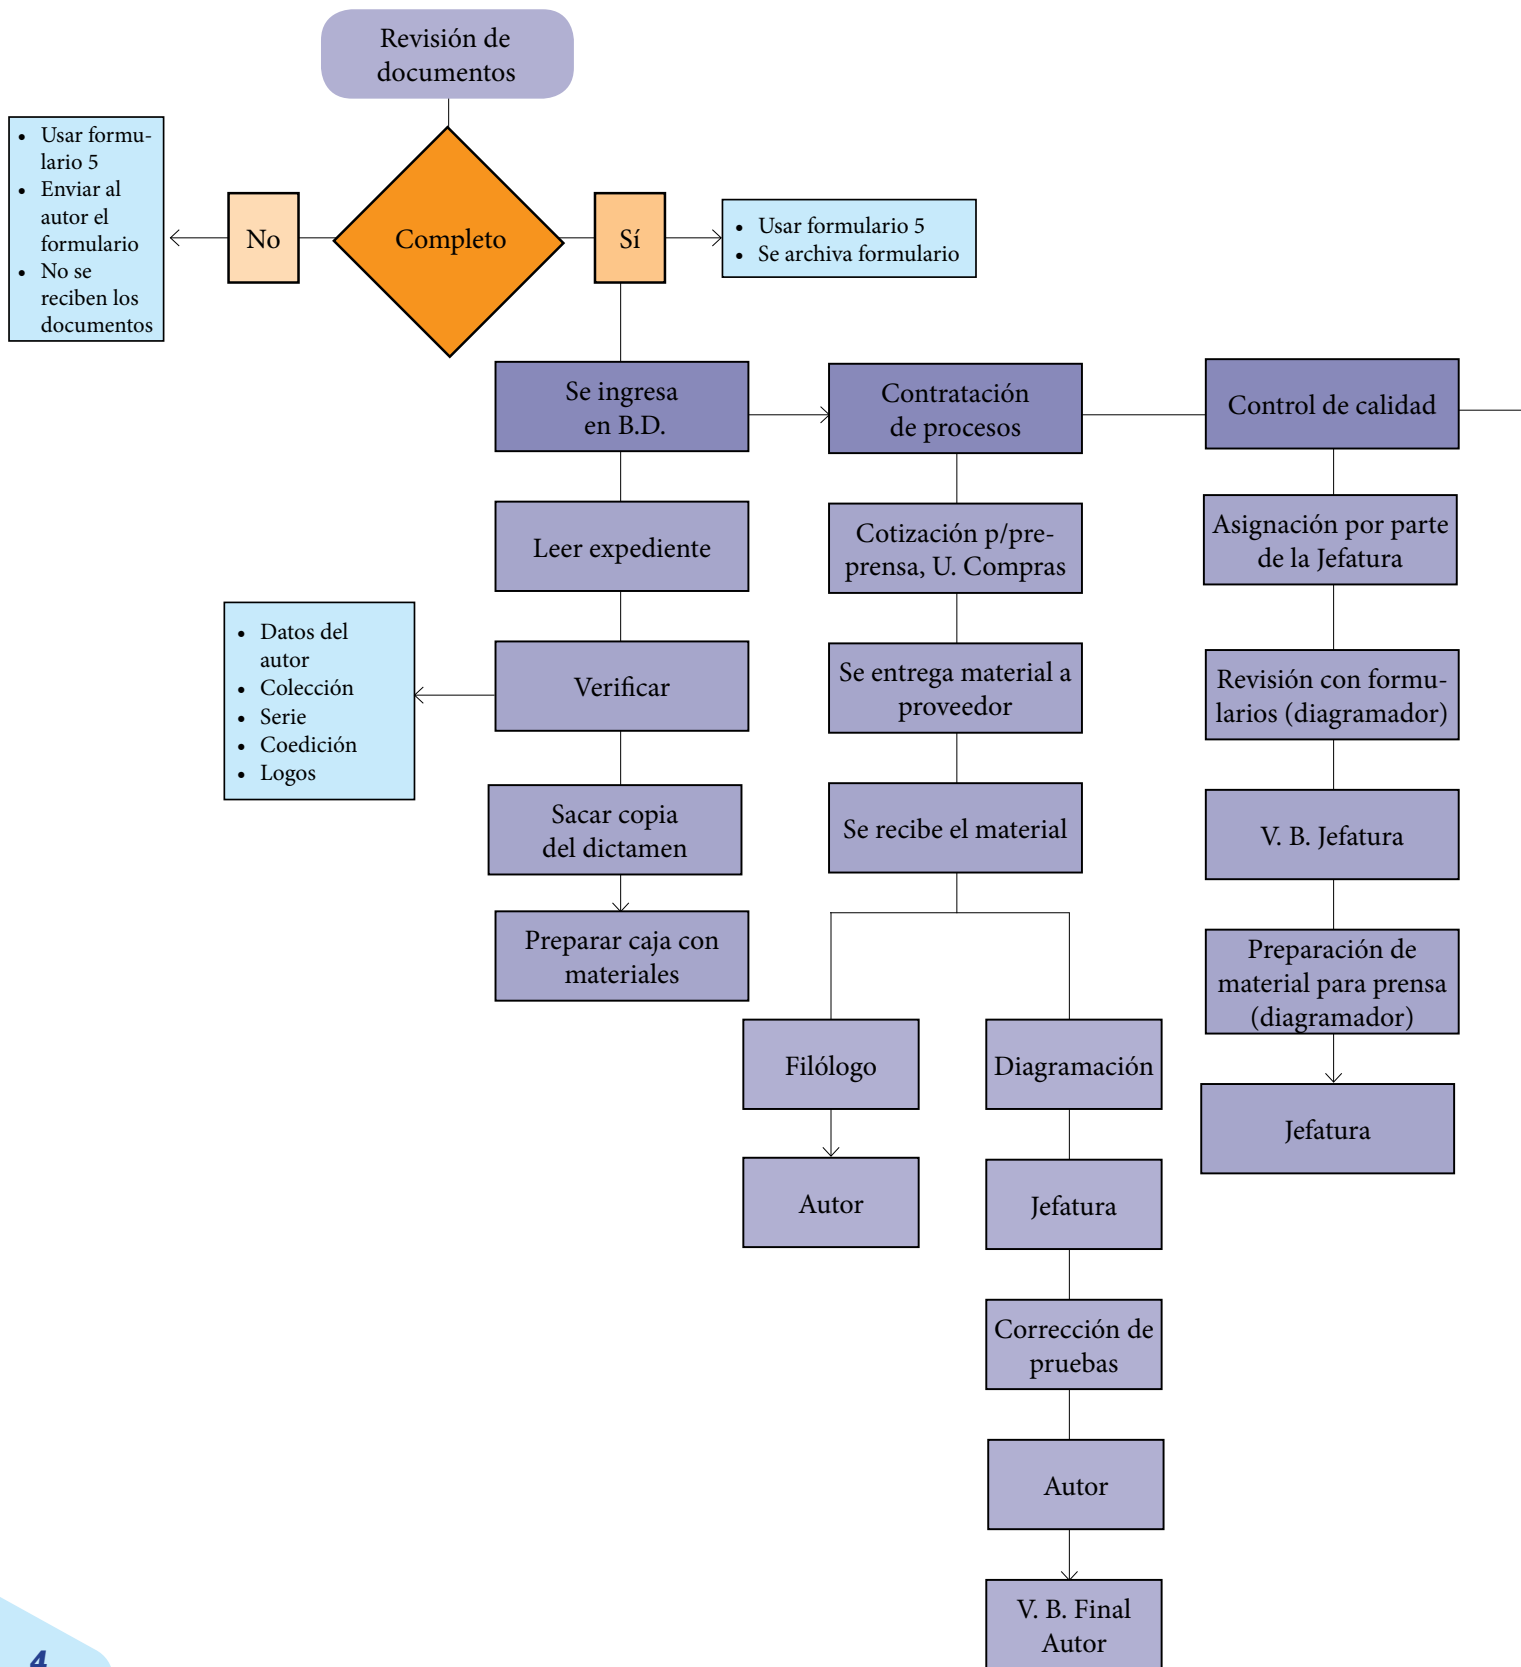 Revisión de
documentos
• Usar formu-
lario 5
• Enviar al
autor el
formulario
• No se
reciben los
documentos
No
Completo
Sí
• Usar formulario 5
• Se archiva formulario
Se ingresa
en B.D.
Leer expediente
Verificar
• Datos del
autor
• Colección
• Serie
• Coedición
• Logos
Sacar copia
del dictamen
Preparar caja con
materiales
Contratación
de procesos
Cotización p/pre-
prensa, U. Compras
Se entrega material a
proveedor
Se recibe el material
Filólogo
Autor
Diagramación
Jefatura
Corrección de
pruebas
Autor
V. B. Final
Autor
Control de calidad
Asignación por parte
de la Jefatura
Revisión con formu-
larios (diagramador)
V. B. Jefatura
Preparación de
material para prensa
(diagramador)
Jefatura
4